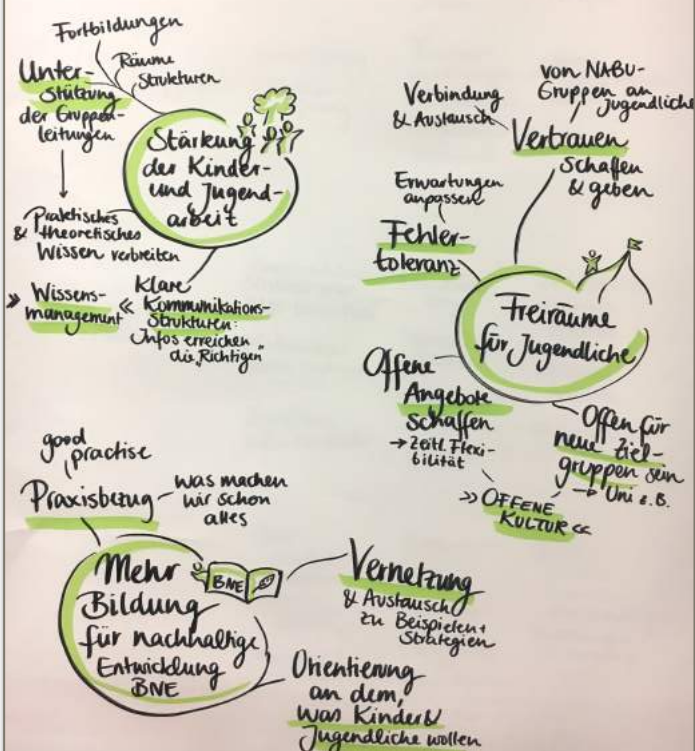 Fortbildungen
Räume
Strukturen
Unter-
stützung
der Gruppen-
leitungen
Stärkung
der Kinder-
und Jugend-
arbeit
Praktisches
& theoretisches
Wissen verbreiten
Klare
Kommunikations-
strukturen:
Infos erreichen
die „Richtigen“
» Wissens-
management «
von NABU-
Gruppen an
Jugendliche
Verbindung
& Austausch
Vertrauen
schaffen
& geben
Erwartungen
anpassen
Fehler-
toleranz
Freiräume
für Jugendliche
Offene
Angebote
schaffen
→ Zeitl. Flexi-
bilität
Offen für
neue Ziel-
gruppen sein
→ Uni z.B.
» OFFENE
KULTUR «
good
practise
Praxisbezug
was machen
wir schon
alles
Mehr
Bildung
für nachhaltige
Entwicklung
BNE
BNE
Vernetzung
& Austausch
zu Beispielen +
Strategien
Orientierung
an dem,
was Kinder &
Jugendliche wollen